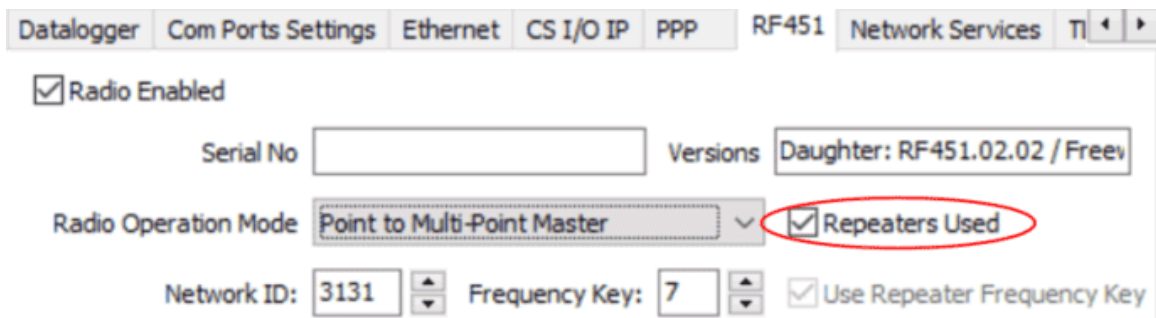 Datalogger Com Ports Settings Ethernet CS I/O IP PPP RF451 Network Services
Radio Enabled
Serial No Versions Daughter: RF451.02.02 /
Radio Operation Mode Point to Multi-Point Master Repeaters Used
Network ID: 3131 Frequency Key: 7 Use Repeater Frequency Key